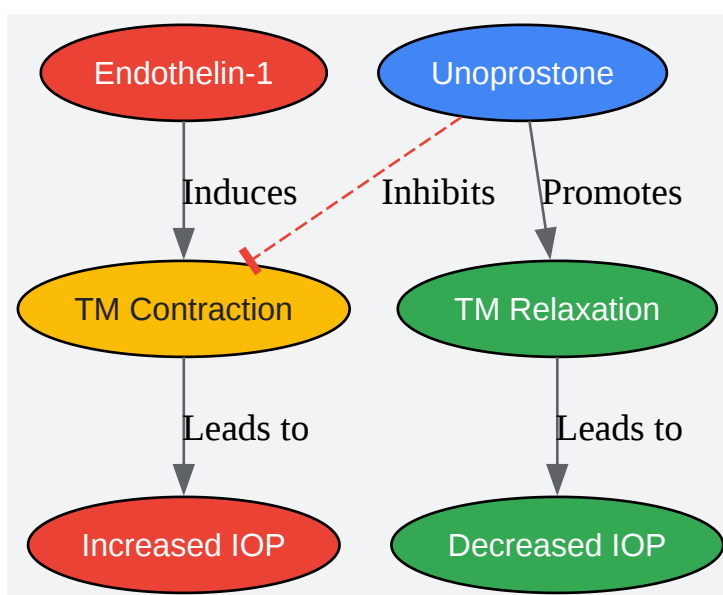 Endothelin-1
Unoprostone
Induces
Inhibits
Promotes
TM Contraction
TM Relaxation
Leads to
Leads to
Increased IOP
Decreased IOP